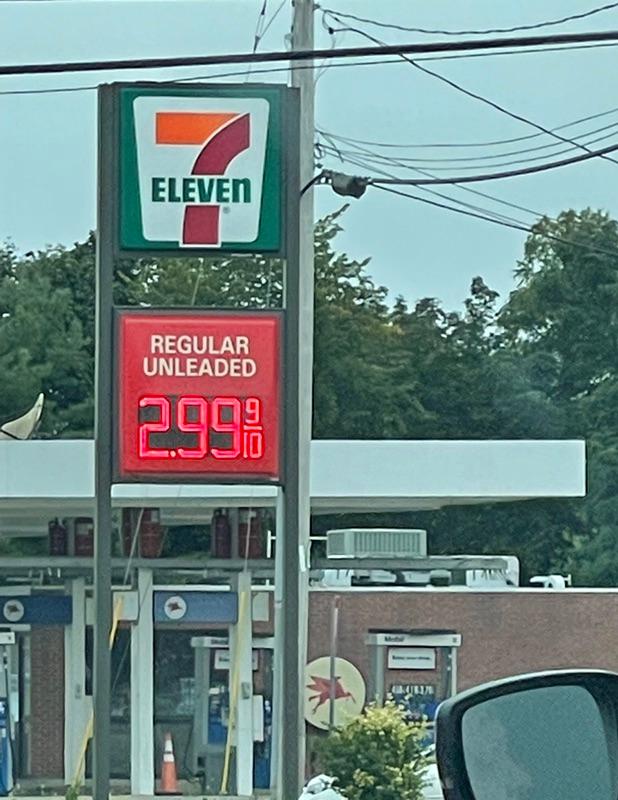 7
ELEVEn
®
REGULAR
UNLEADED
2.99 9/10
Mobil